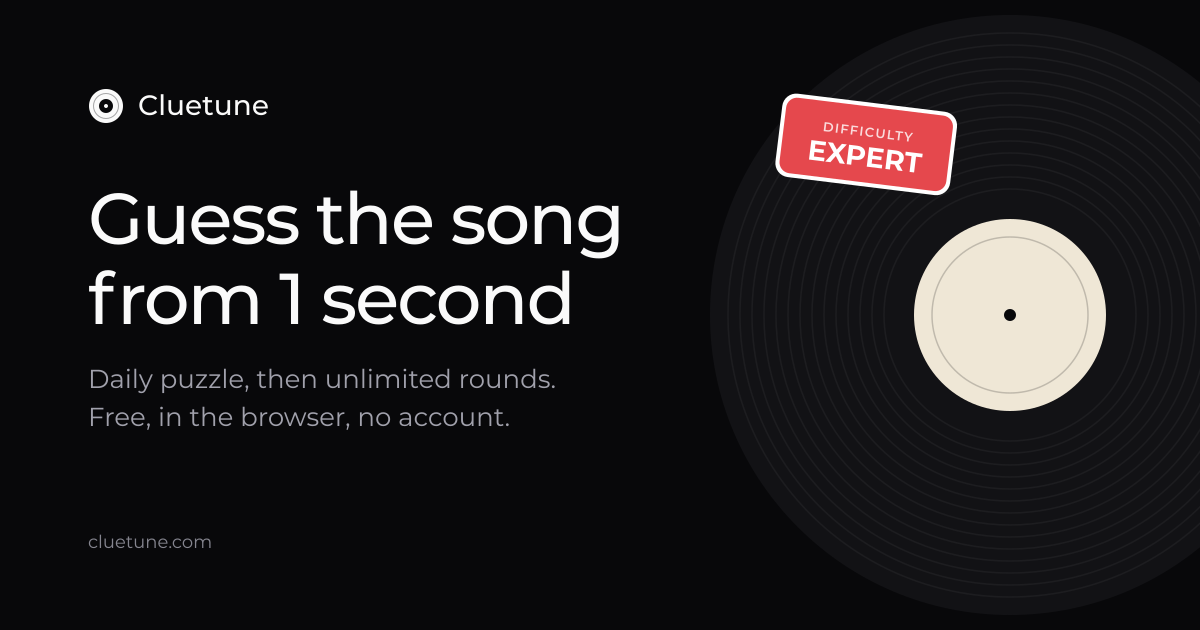 Cluetune
DIFFICULTY
EXPERT
Guess the song
from 1 second
Daily puzzle, then unlimited rounds.
Free, in the browser, no account.
cluetune.com